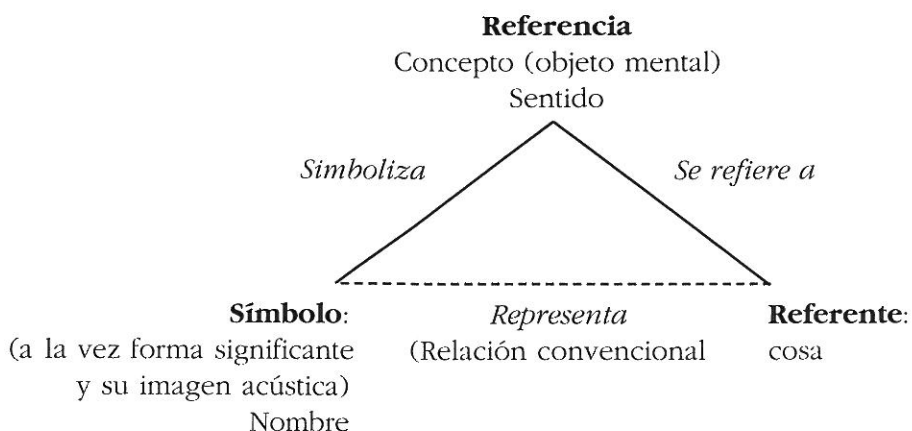 Referencia
Concepto (objeto mental)
Sentido
Simboliza
Se refiere a
Símbolo:
(a la vez forma significante
y su imagen acústica)
Nombre
Representa
(Relación convencional
Referente:
cosa